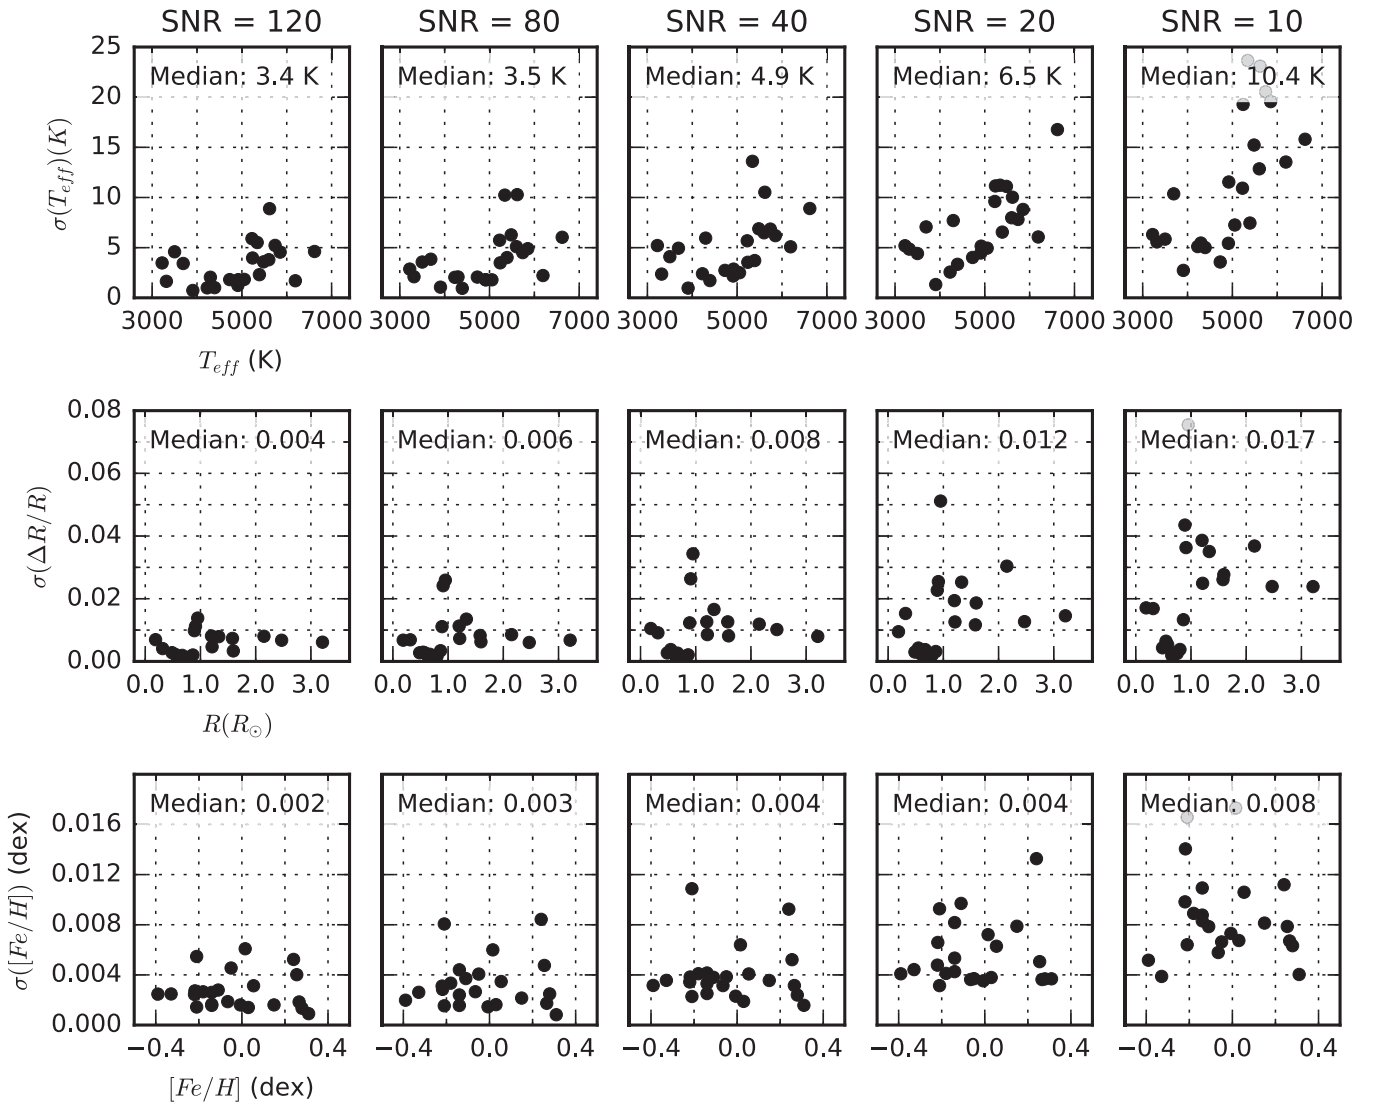 SNR = 120 SNR = 80 SNR = 40 SNR = 20 SNR = 10
25
Median: 3.4 K Median: 3.5 K Median: 4.9 K Median: 6.5 K Median: 10.4 K
20
15
10
5
0
σ(T_eff)(K)
3000 5000 7000 3000 5000 7000 3000 5000 7000 3000 5000 7000 3000 5000 7000
T_eff (K)
0.08
Median: 0.004 Median: 0.006 Median: 0.008 Median: 0.012 Median: 0.017
0.06
0.04
0.02
0.00
σ(ΔR/R)
0.0 1.0 2.0 3.0 0.0 1.0 2.0 3.0 0.0 1.0 2.0 3.0 0.0 1.0 2.0 3.0 0.0 1.0 2.0 3.0
R(R_⊙)
Median: 0.002 Median: 0.003 Median: 0.004 Median: 0.004 Median: 0.008
0.016
0.012
0.008
0.004
0.000
σ([Fe/H]) (dex)
−0.4 0.0 0.4 −0.4 0.0 0.4 −0.4 0.0 0.4 −0.4 0.0 0.4 −0.4 0.0 0.4
[Fe/H] (dex)